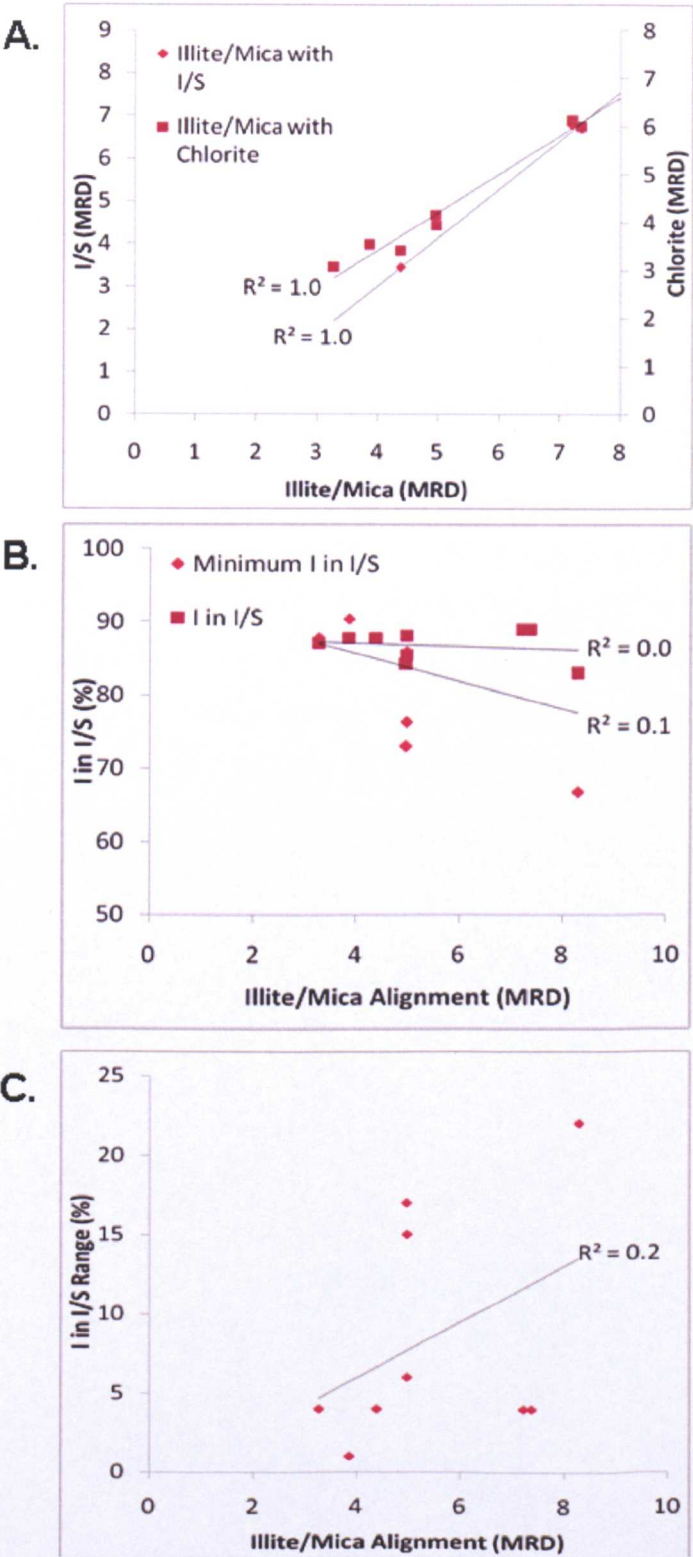 A.
Illite/Mica with
I/S
Illite/Mica with
Chlorite
I/S (MRD)
9
8
7
6
5
4
3
2
1
0
Chlorite (MRD)
8
7
6
5
4
3
2
1
0
R² = 1.0
R² = 1.0
0 1 2 3 4 5 6 7 8
Illite/Mica (MRD)
B.
Minimum I in I/S
I in I/S
I in I/S (%)
100
90
80
70
60
50
R² = 0.0
R² = 0.1
0 2 4 6 8 10
Illite/Mica Alignment (MRD)
C.
I in I/S Range (%)
25
20
15
10
5
0
R² = 0.2
0 2 4 6 8 10
Illite/Mica Alignment (MRD)